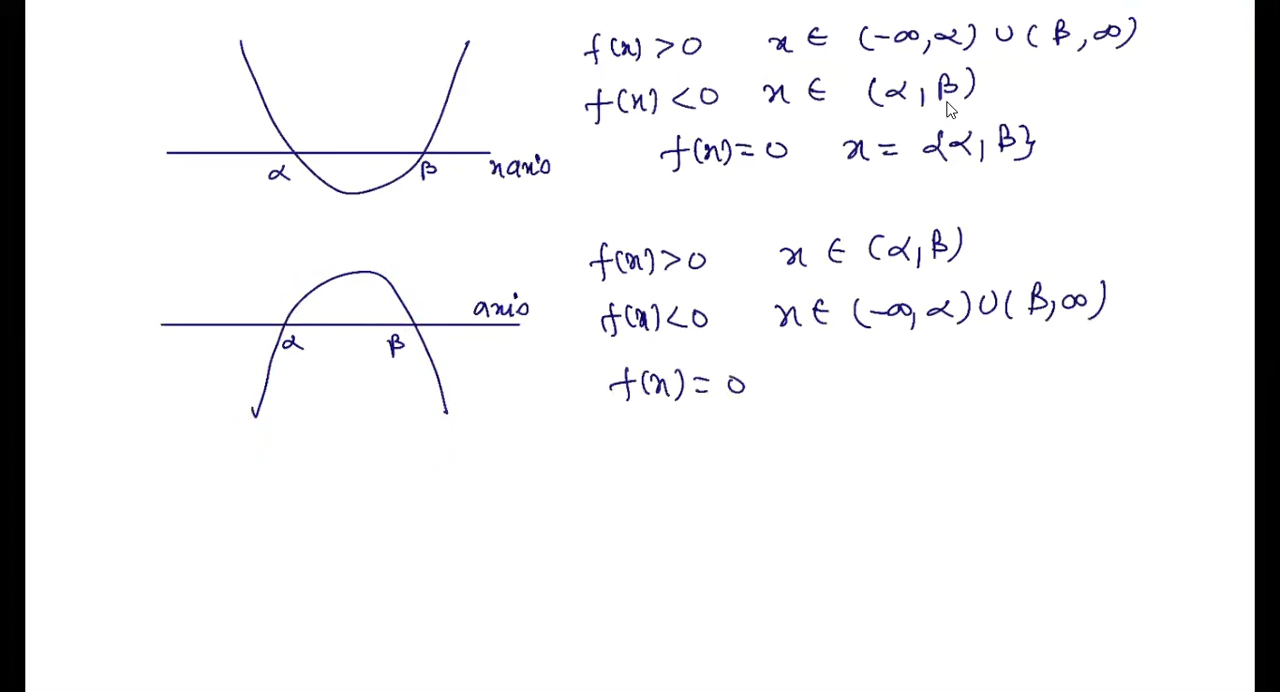 f(x) > 0 x ∈ (-∞, α) ∪ (β, ∞)
f(x) < 0 x ∈ (α, β)
f(x) = 0 x = {α, β}
α β x axis
f(x) > 0 x ∈ (α, β)
f(x) < 0 x ∈ (-∞, α) ∪ (β, ∞)
axis
α β
f(x) = 0